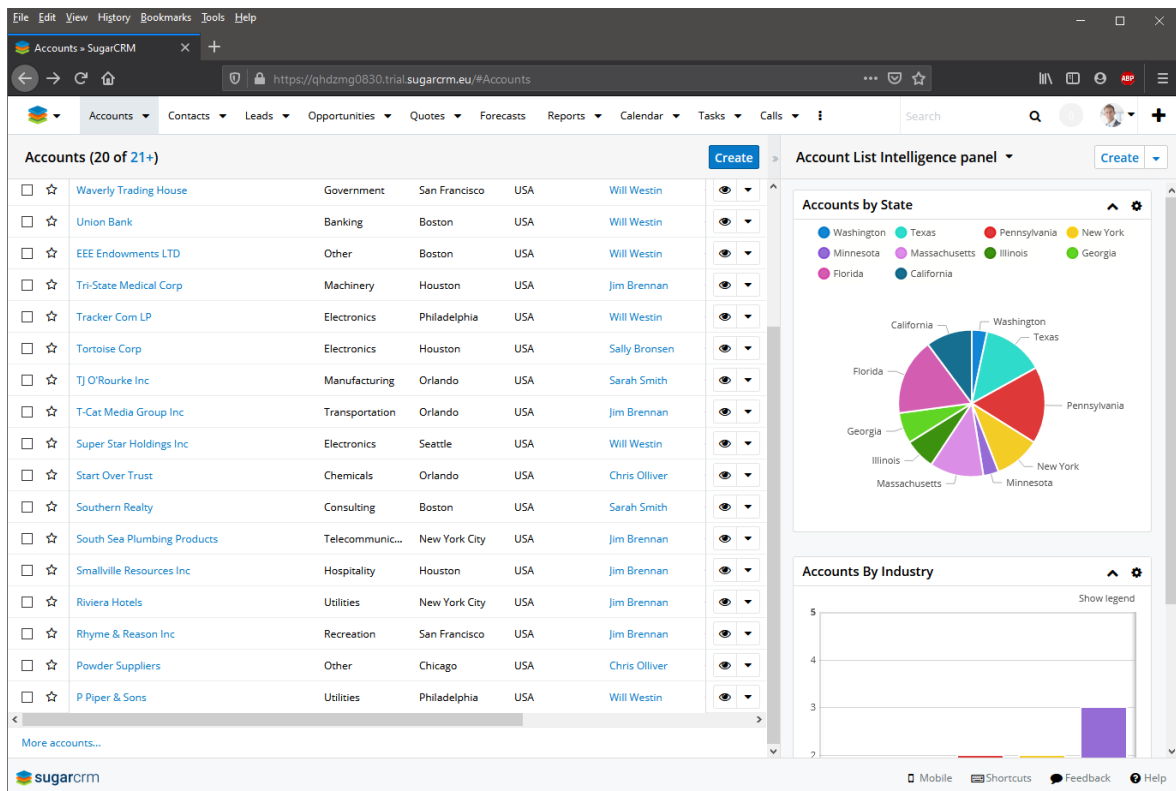 File Edit View History Bookmarks Tools Help
Accounts » SugarCRM
https://qhdzmg0830.trial.sugarcrm.eu/#Accounts
ABP
Accounts Contacts Leads Opportunities Quotes Forecasts Reports Calendar Tasks Calls Search
Accounts (20 of 21+) Create
Waverly Trading House Government San Francisco USA Will Westin
Union Bank Banking Boston USA Will Westin
EEE Endowments LTD Other Boston USA Will Westin
Tri-State Medical Corp Machinery Houston USA Jim Brennan
Tracker Com LP Electronics Philadelphia USA Will Westin
Tortoise Corp Electronics Houston USA Sally Bronsen
TJ O'Rourke Inc Manufacturing Orlando USA Sarah Smith
T-Cat Media Group Inc Transportation Orlando USA Jim Brennan
Super Star Holdings Inc Electronics Seattle USA Will Westin
Start Over Trust Chemicals Orlando USA Chris Olliver
Southern Realty Consulting Boston USA Sarah Smith
South Sea Plumbing Products Telecommunic... New York City USA Jim Brennan
Smallville Resources Inc Hospitality Houston USA Jim Brennan
Riviera Hotels Utilities New York City USA Jim Brennan
Rhyme & Reason Inc Recreation San Francisco USA Jim Brennan
Powder Suppliers Other Chicago USA Chris Olliver
P Piper & Sons Utilities Philadelphia USA Will Westin
More accounts...
Account List Intelligence panel Create
Accounts by State
Washington Texas Pennsylvania New York
Minnesota Massachusetts Illinois Georgia
Florida California
California Washington
Texas
Florida
Pennsylvania
Georgia
Illinois New York
Massachusetts Minnesota
Accounts By Industry
Show legend
5
4
3
2
sugarcrm Mobile Shortcuts Feedback Help